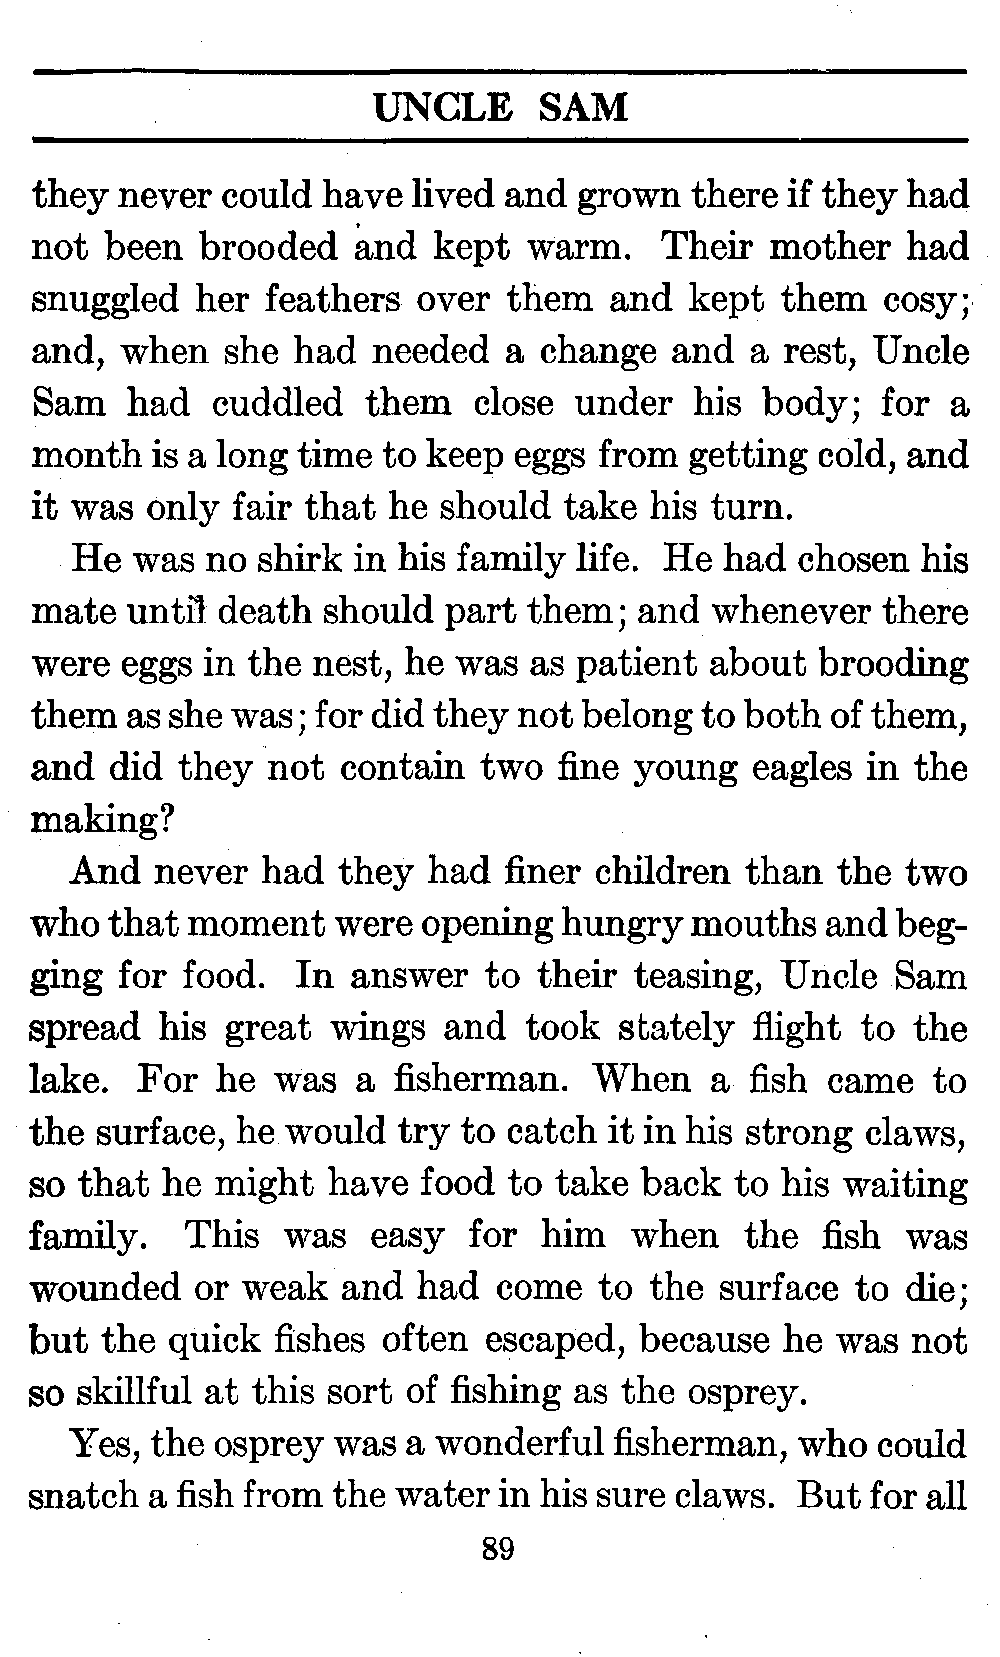 UNCLE SAM
they never could have lived and grown there if they had
not been brooded and kept warm. Their mother had
snuggled her feathers over them and kept them cosy;
and, when she had needed a change and a rest, Uncle
Sam had cuddled them close under his body; for a
month is a long time to keep eggs from getting cold, and
it was only fair that he should take his turn.
He was no shirk in his family life. He had chosen his
mate until death should part them; and whenever there
were eggs in the nest, he was as patient about brooding
them as she was; for did they not belong to both of them,
and did they not contain two fine young eagles in the
making?
And never had they had finer children than the two
who that moment were opening hungry mouths and beg-
ging for food. In answer to their teasing, Uncle Sam
spread his great wings and took stately flight to the
lake. For he was a fisherman. When a fish came to
the surface, he would try to catch it in his strong claws,
so that he might have food to take back to his waiting
family. This was easy for him when the fish was
wounded or weak and had come to the surface to die;
but the quick fishes often escaped, because he was not
so skillful at this sort of fishing as the osprey.
Yes, the osprey was a wonderful fisherman, who could
snatch a fish from the water in his sure claws. But for all
89